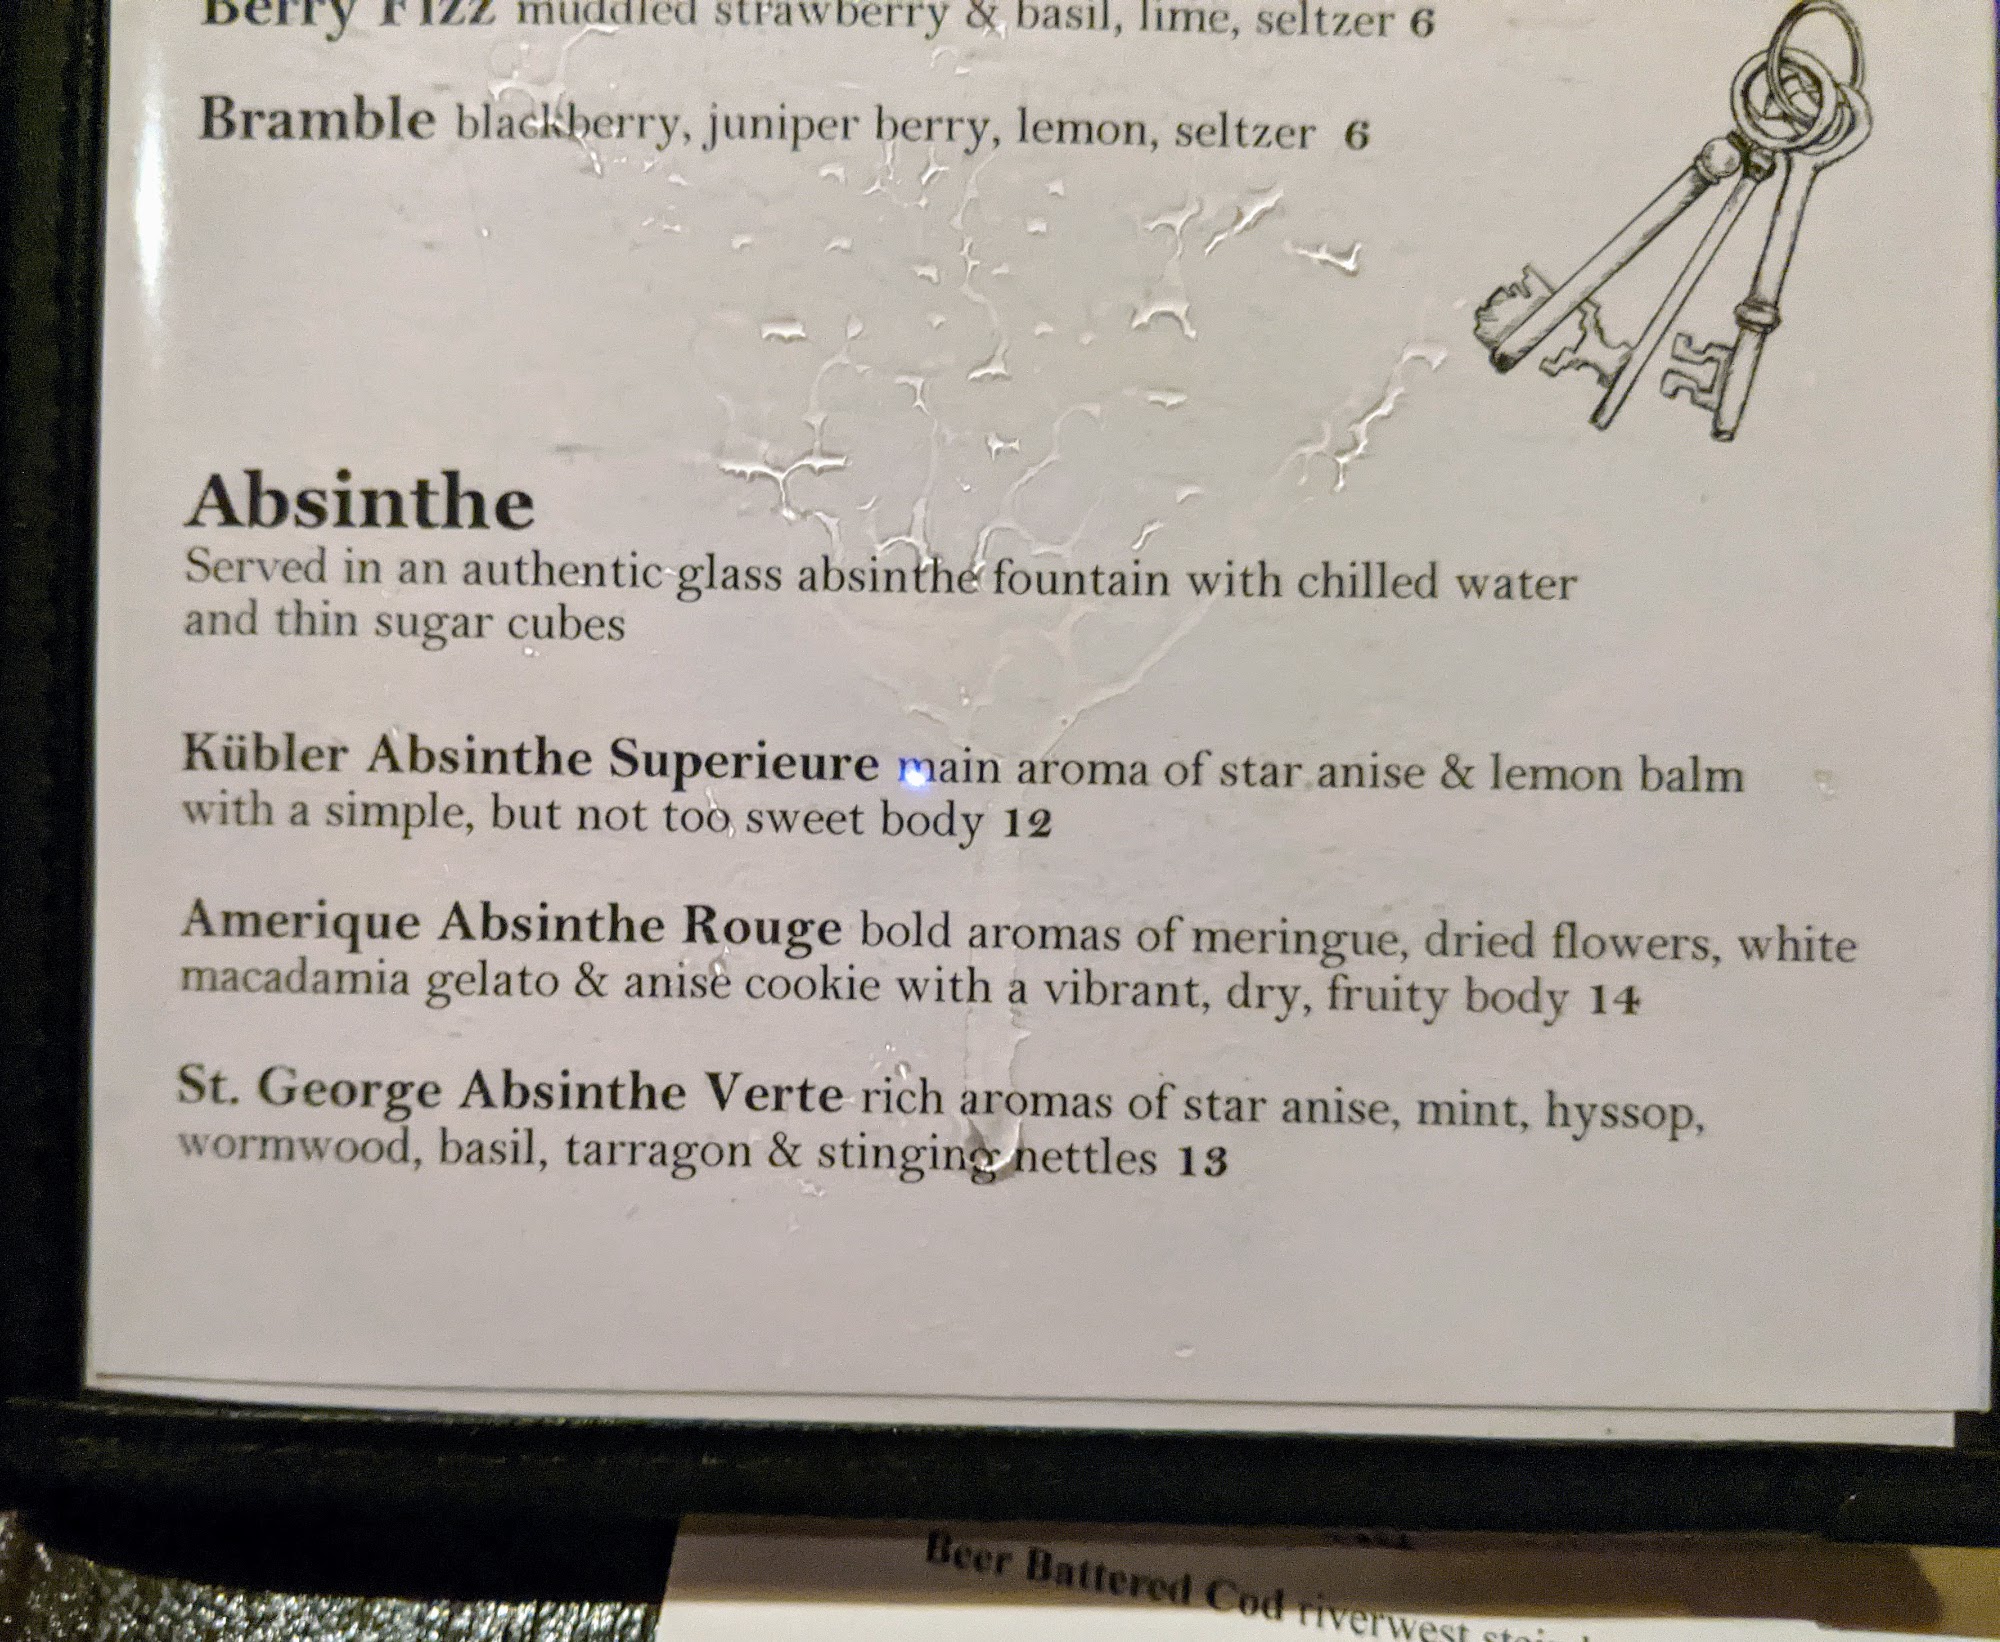 Berry Fizz muddled strawberry & basil, lime, seltzer 6
Bramble blackberry, juniper berry, lemon, seltzer 6
Absinthe
Served in an authentic glass absinthe fountain with chilled water
and thin sugar cubes
Kübler Absinthe Superieure main aroma of star anise & lemon balm
with a simple, but not too sweet body 12
Amerique Absinthe Rouge bold aromas of meringue, dried flowers, white
macadamia gelato & anise cookie with a vibrant, dry, fruity body 14
St. George Absinthe Verte rich aromas of star anise, mint, hyssop,
wormwood, basil, tarragon & stinging nettles 13
Beer Battered Cod riverwest